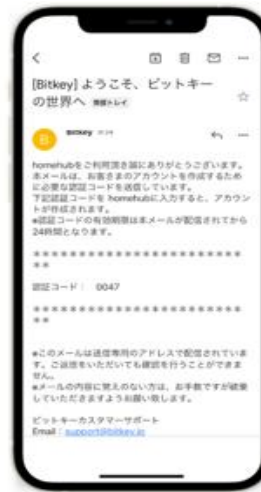 [Bitkey] ようこそ、ビットキー
の世界へ 受信トレイ
B
Bitkey 9:24
homehubをご利用頂き誠にありがとうございます。
本メールは、お客さまのアカウントを作成するため
に必要な認証コードを送信しています。
下記認証コードを homehubに入力すると、アカウン
トが作成されます。
※認証コードの有効期限は本メールが配信されてから
24時間となります。
認証コード： 0047
※このメールは送信専用のアドレスで配信されていま
す。ご返信をいただいても確認を行うことができま
せん。
※メールの内容に覚えのない方は、お手数ですが破棄
していただきますようお願い致します。
ビットキーカスタマーサポート
Email : support@bitkey.jp